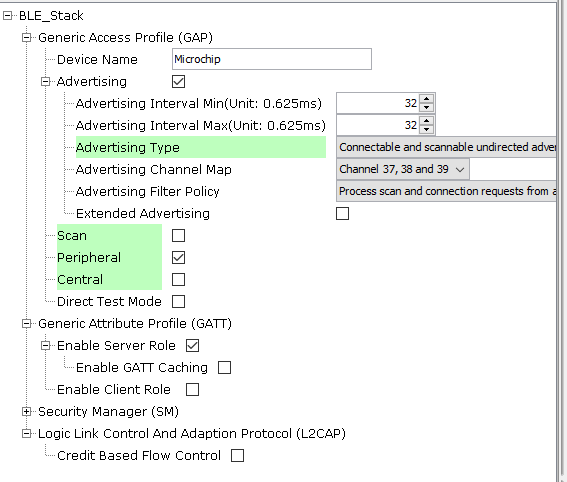 BLE_Stack
Generic Access Profile (GAP)
Device Name Microchip
Advertising
Advertising Interval Min(Unit: 0.625ms) 32
Advertising Interval Max(Unit: 0.625ms) 32
Advertising Type Connectable and scannable undirected adver
Advertising Channel Map Channel 37, 38 and 39
Advertising Filter Policy Process scan and connection requests from a
Extended Advertising
Scan
Peripheral
Central
Direct Test Mode
Generic Attribute Profile (GATT)
Enable Server Role
Enable GATT Caching
Enable Client Role
Security Manager (SM)
Logic Link Control And Adaption Protocol (L2CAP)
Credit Based Flow Control